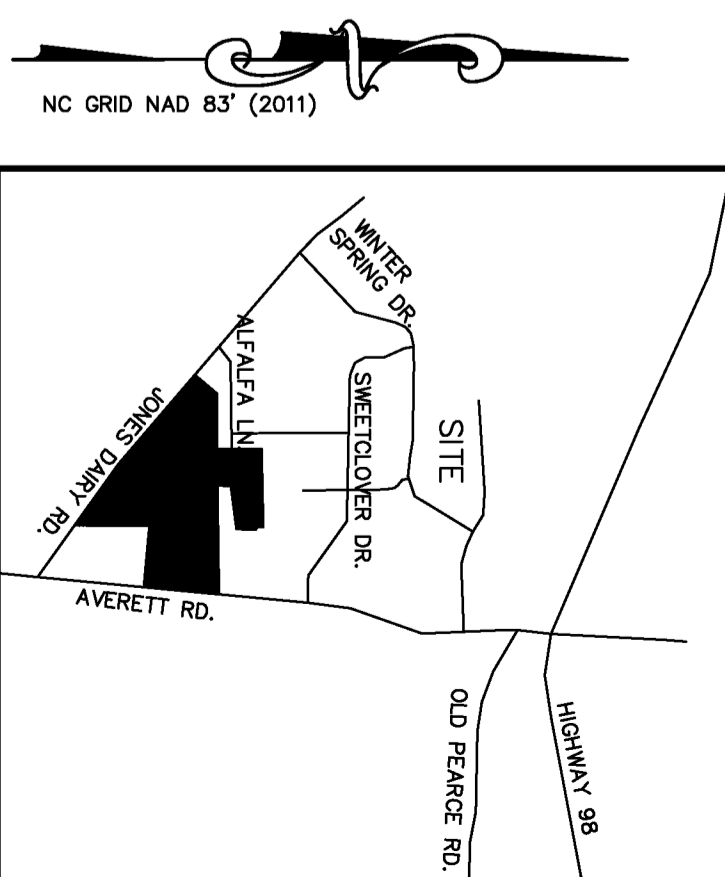 NC GRID NAD 83' (2011)
WINTER
SPRING DR.
ALFALFA LN.
SWEETCLOVER DR.
SITE
JONES DAIRY RD.
AVERETT RD.
OLD PEARCE RD.
HIGHWAY 98